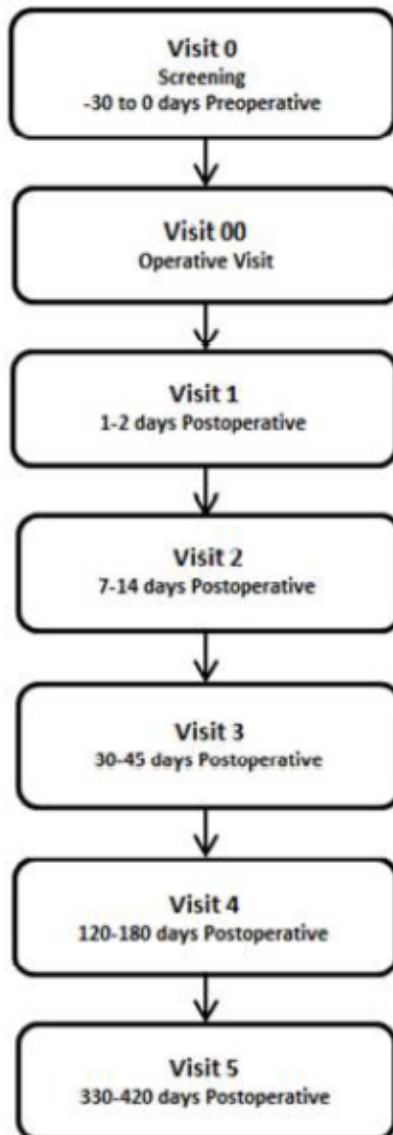 Visit 0
Screening
-30 to 0 days Preoperative
Visit 00
Operative Visit
Visit 1
1-2 days Postoperative
Visit 2
7-14 days Postoperative
Visit 3
30-45 days Postoperative
Visit 4
120-180 days Postoperative
Visit 5
330-420 days Postoperative